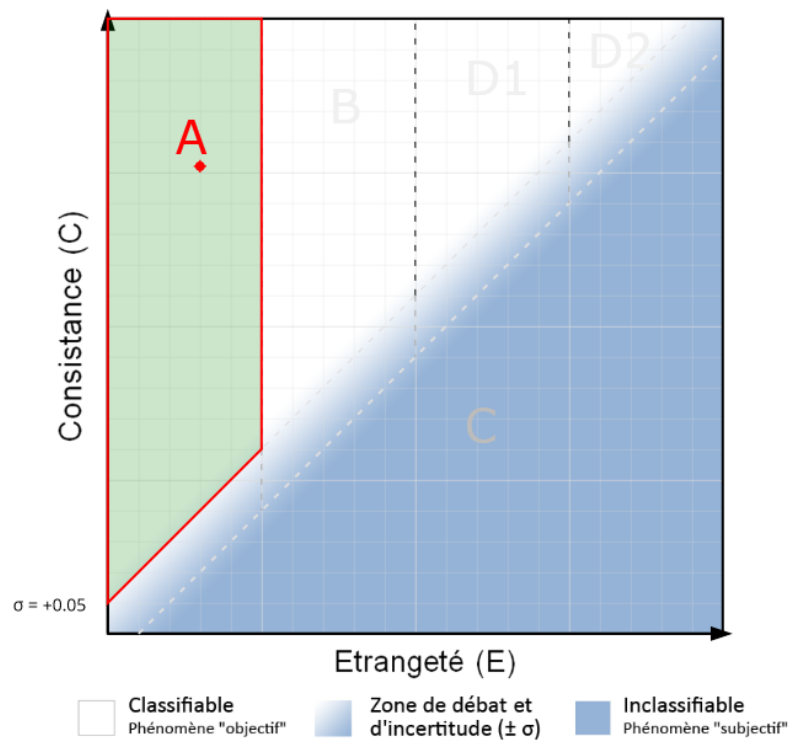 D2
D1
B
A
Consistance (C)
C
σ = +0.05
Etrangeté (E)
Classifiable
Phénomène "objectif"
Zone de débat et
d'incertitude (± σ)
Inclassifiable
Phénomène "subjectif"